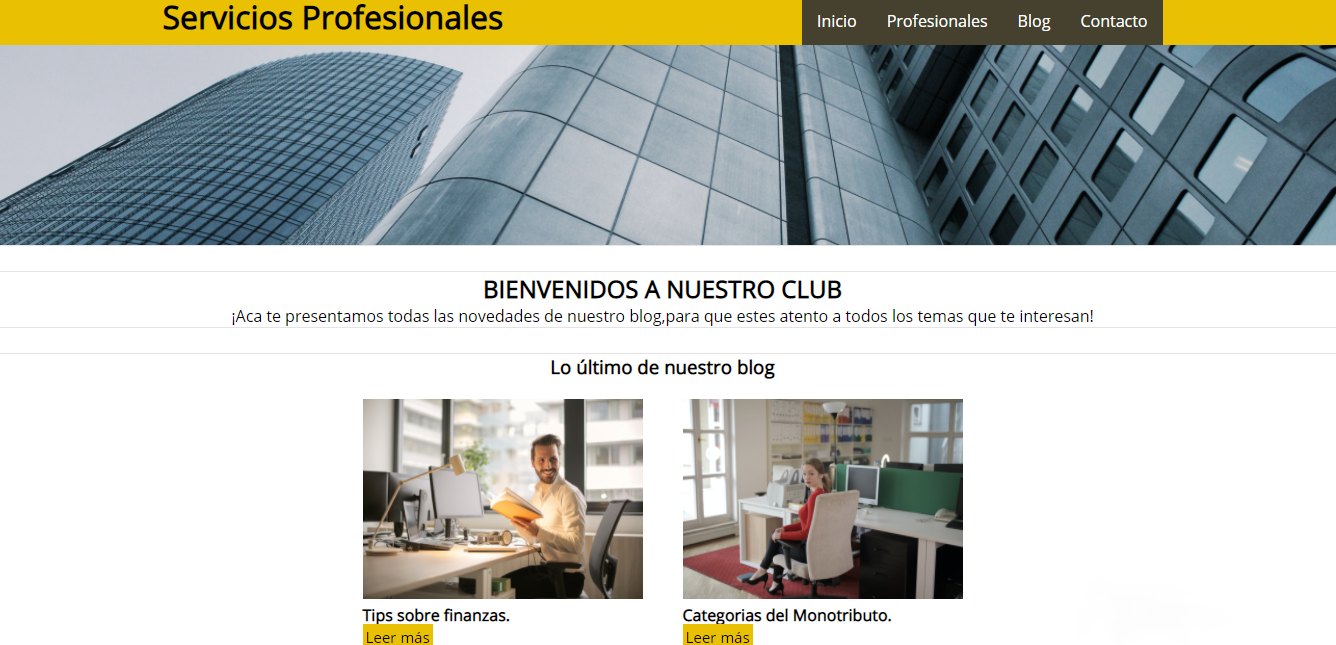 Servicios Profesionales
Inicio Profesionales Blog Contacto
BIENVENIDOS A NUESTRO CLUB
¡Aca te presentamos todas las novedades de nuestro blog,para que estes atento a todos los temas que te interesan!
Lo último de nuestro blog
Tips sobre finanzas.
Leer más
Categorias del Monotributo.
Leer más